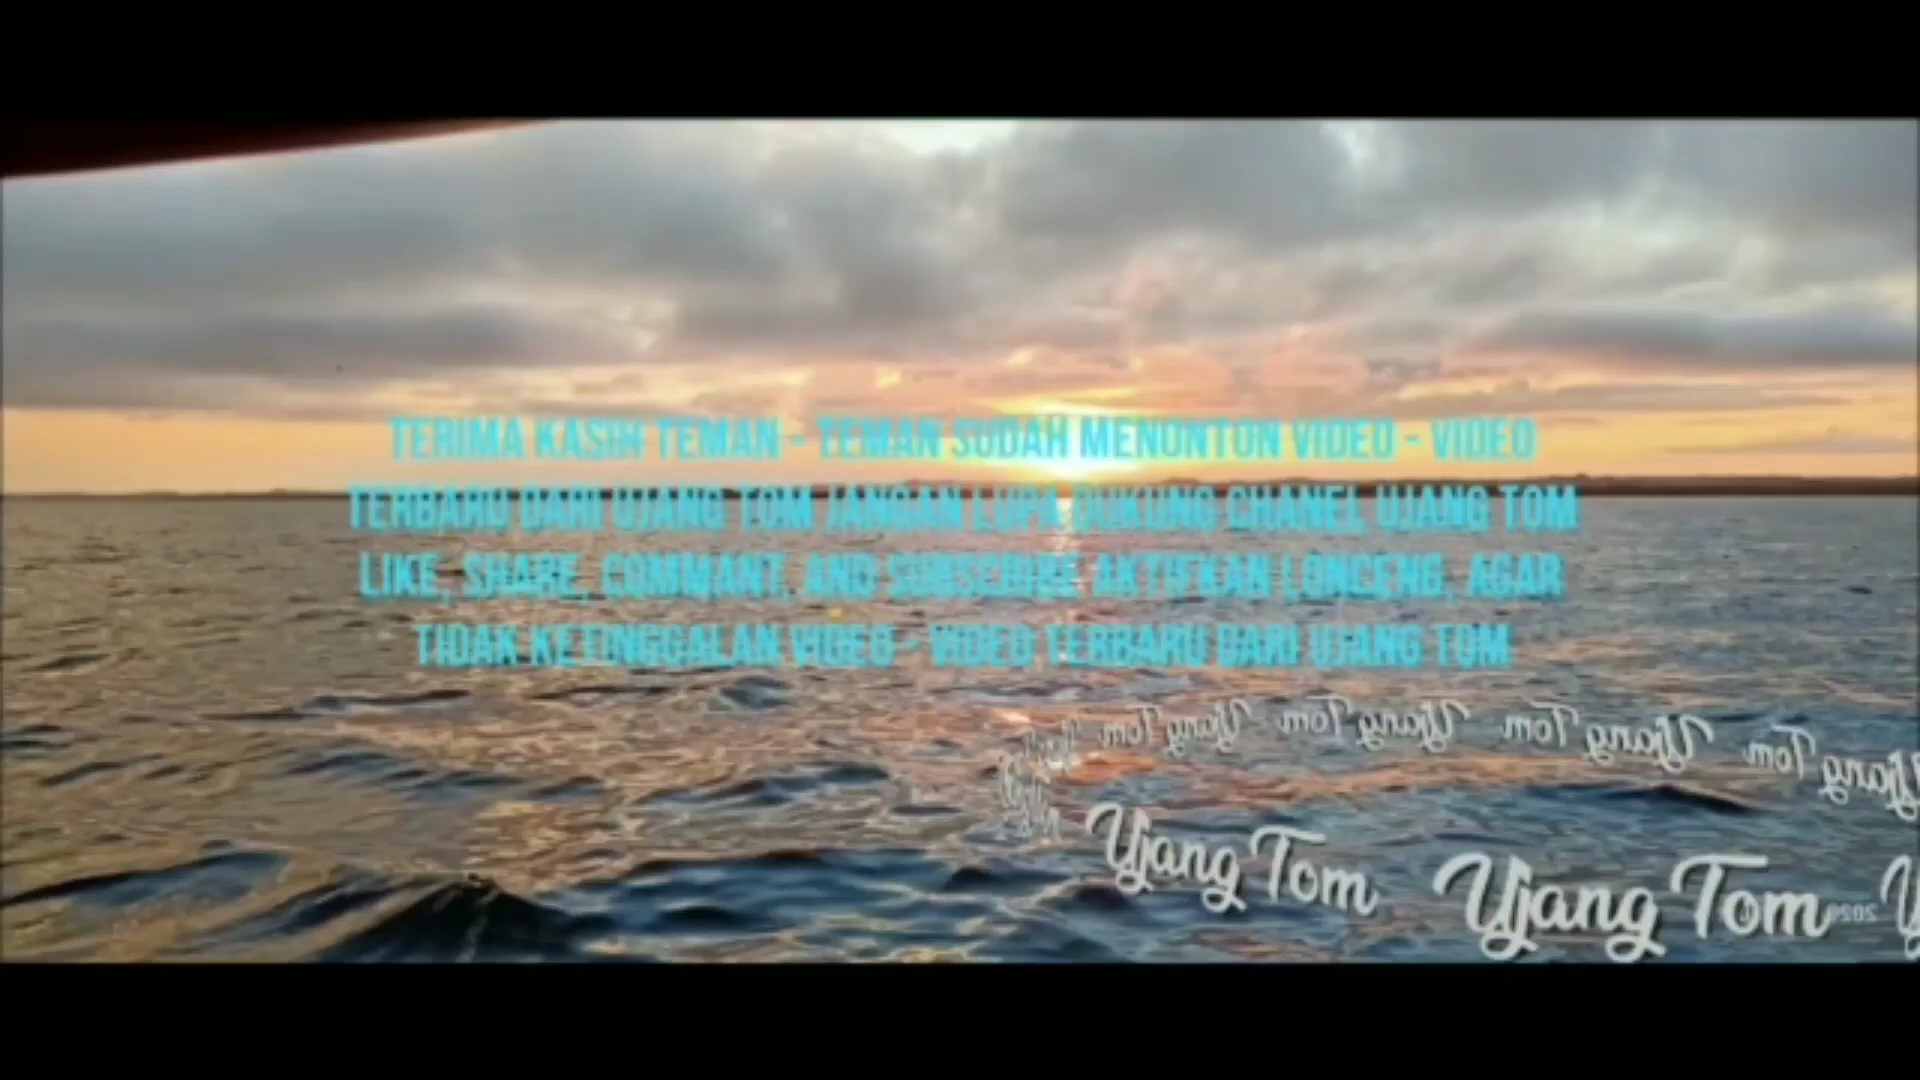 TERIMA KASIH TEMAN - TEMAN SUDAH MENONTON VIDEO - VIDEO
TERBARU DARI UJANG TOM JANGAN LUPA DUKUNG CHANEL UJANG TOM
LIKE, SHARE, COMMANT, AND SUBSCRIBE AKTIFKAN LONCENG, AGAR
TIDAK KETINGGALAN VIDEO - VIDEO TERBARU DARI UJANG TOM
Ujang Tom Ujang Tom Ujang Tom Ujang Tom
Ujang Tom Ujang Tom